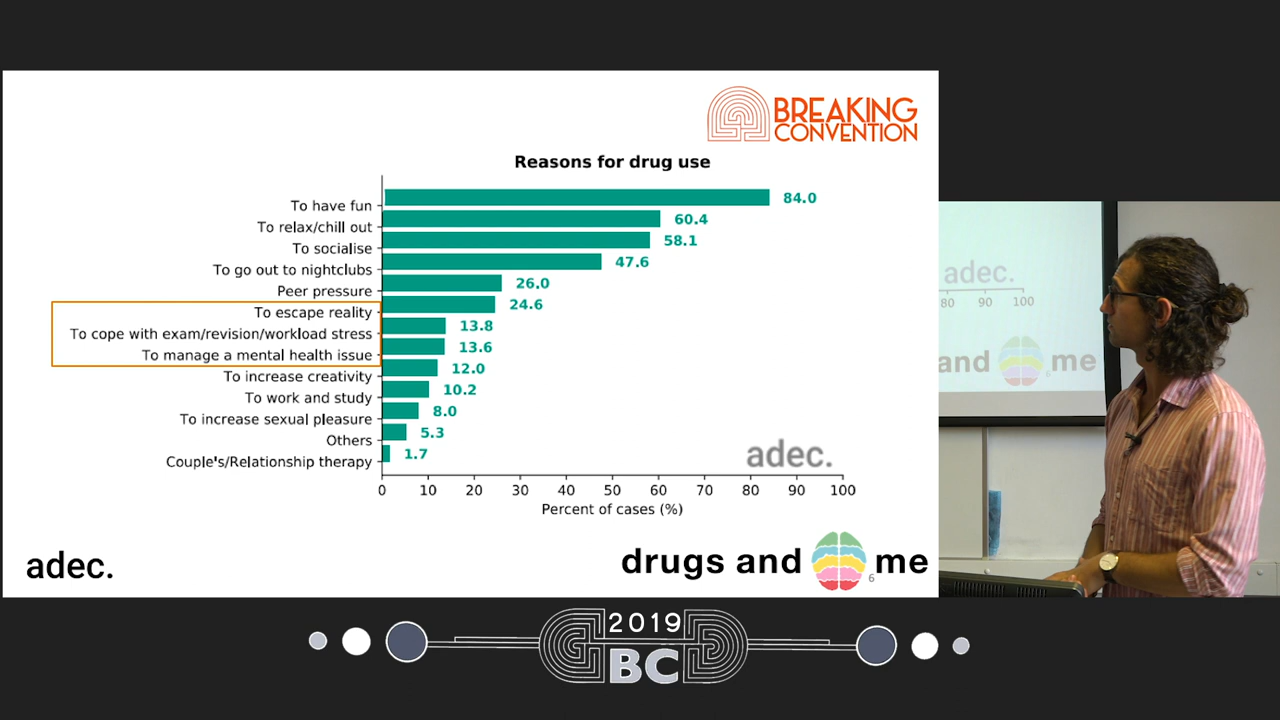 BREAKING
CONVENTION
Reasons for drug use
To have fun 84.0
To relax/chill out 60.4
To socialise 58.1
To go out to nightclubs 47.6
Peer pressure 26.0
To escape reality 24.6
To cope with exam/revision/workload stress 13.8
To manage a mental health issue 13.6
To increase creativity 12.0
To work and study 10.2
To increase sexual pleasure 8.0
Others 5.3
Couple's/Relationship therapy 1.7
adec.
0 10 20 30 40 50 60 70 80 90 100
Percent of cases (%)
adec.
drugs and me
6
adec.
80 90 100
and me
6
2019
BC